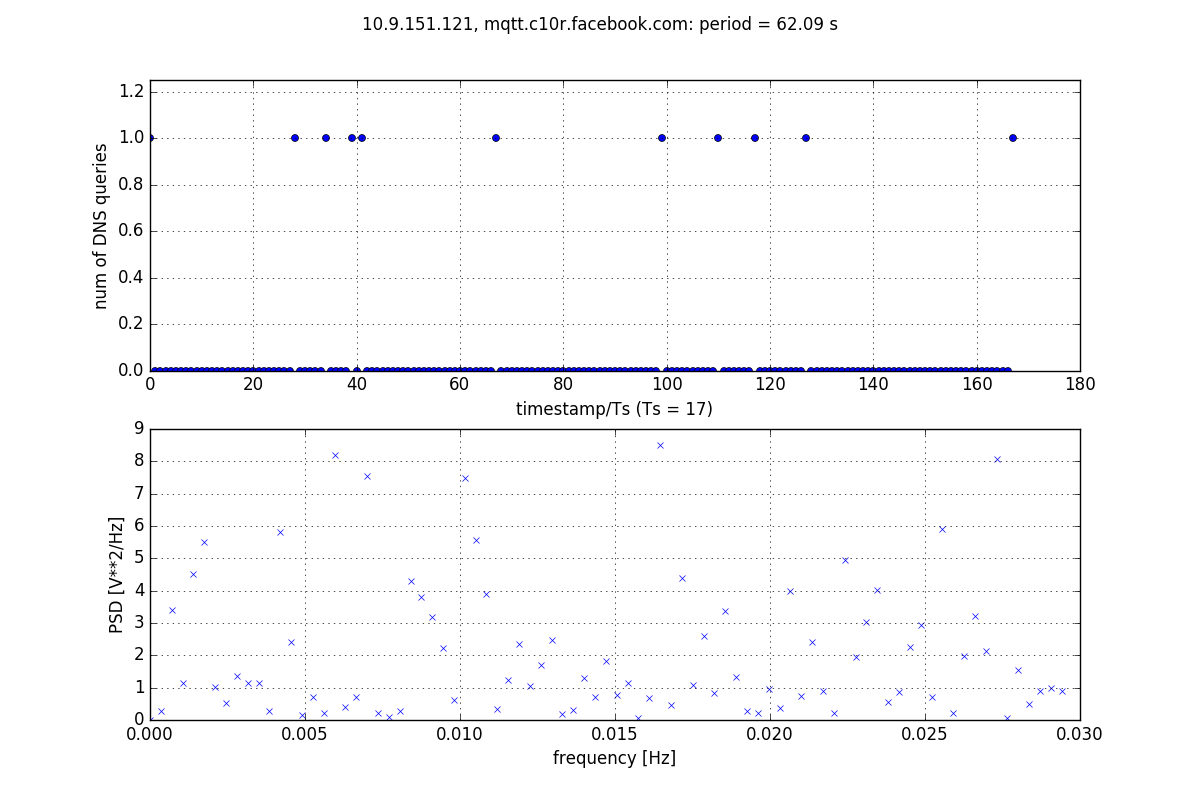 10.9.151.121, mqtt.c10r.facebook.com: period = 62.09 s
1.2
1.0
0.8
0.6
0.4
0.2
0.0
num of DNS queries
0 20 40 60 80 100 120 140 160 180
timestamp/Ts (Ts = 17)
9
8
7
6
5
4
3
2
1
0
PSD [V**2/Hz]
0.000 0.005 0.010 0.015 0.020 0.025 0.030
frequency [Hz]